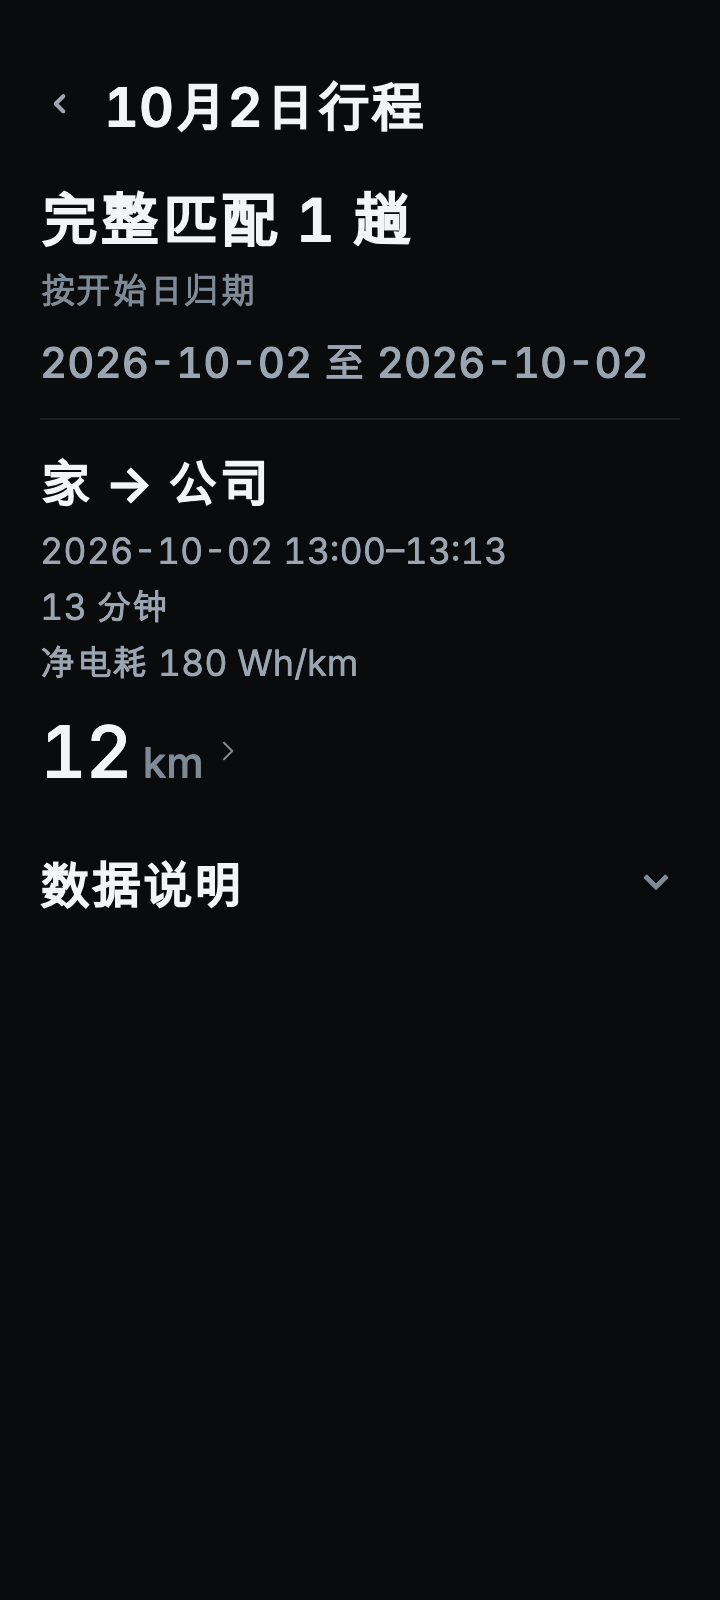 10月2日行程
完整匹配 1 趟
按开始日归期
2026-10-02 至 2026-10-02
家 → 公司
2026-10-02 13:00–13:13
13 分钟
净电耗 180 Wh/km
12 km
数据说明